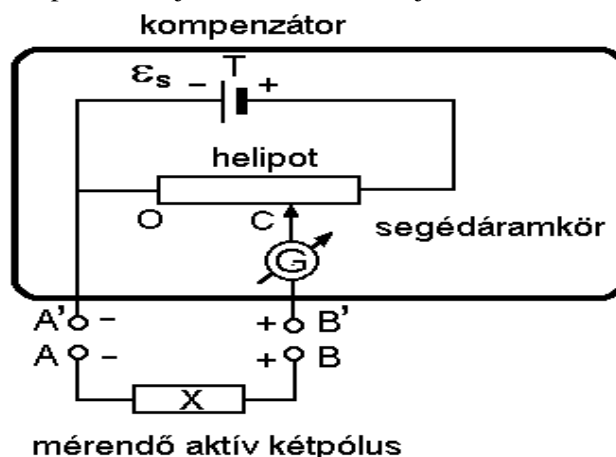 kompenzátor
εs - T +
helipot
O C segédáramkör
G
A' - + B'
A - + B
X
mérendő aktív kétpólus